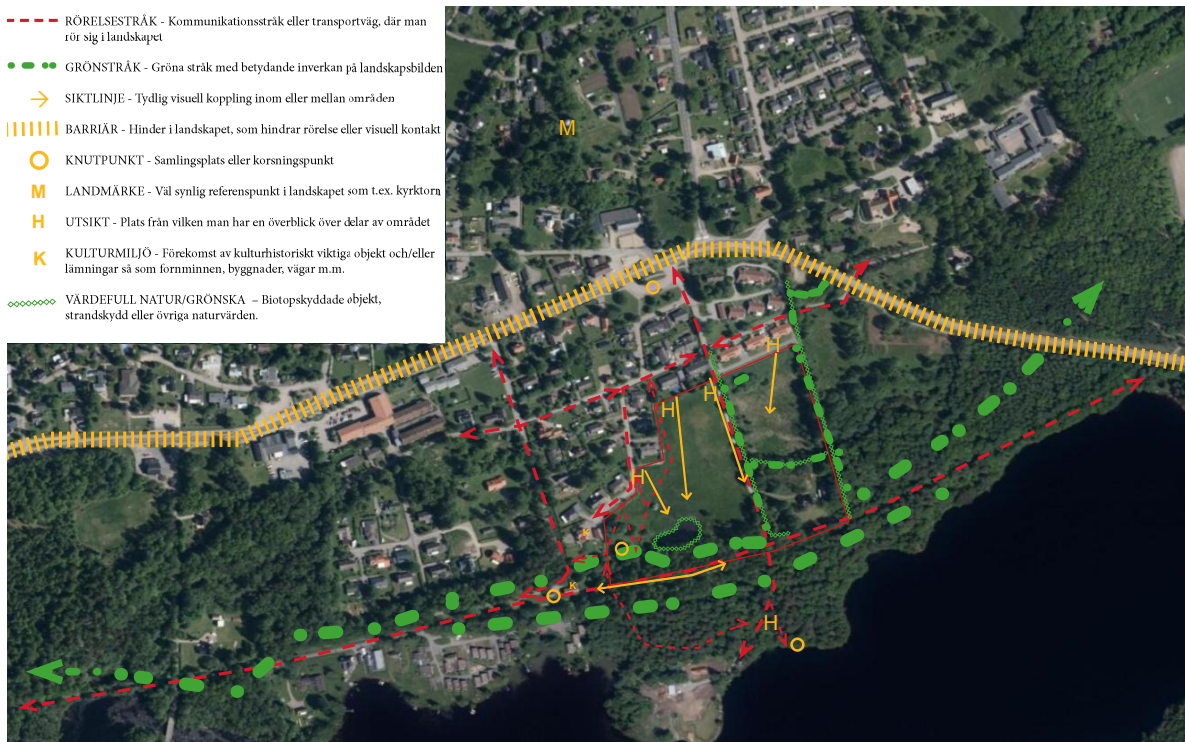 RÖRELSESTRÅK - Kommunikationsstråk eller transportväg, där man
rör sig i landskapet
GRÖNSTRÅK - Gröna stråk med betydande inverkan på landskapsbilden
SIKTLINJE - Tydlig visuell koppling inom eller mellan områden
BARRIÄR - Hinder i landskapet, som hindrar rörelse eller visuell kontakt
KNUTPUNKT - Samlingsplats eller korsningspunkt
M LANDMÄRKE - Väl synlig referenspunkt i landskapet som t.ex. kyrktorn
H UTSIKT - Plats från vilken man har en överblick över delar av området
K KULTURMILJÖ - Förekomst av kulturhistoriskt viktiga objekt och/eller
lämningar så som fornminnen, byggnader, vägar m.m.
VÄRDEFULL NATUR/GRÖNSKA – Biotopskyddade objekt,
strandskydd eller övriga naturvärden.
M
H
H
H
H
K
K
H